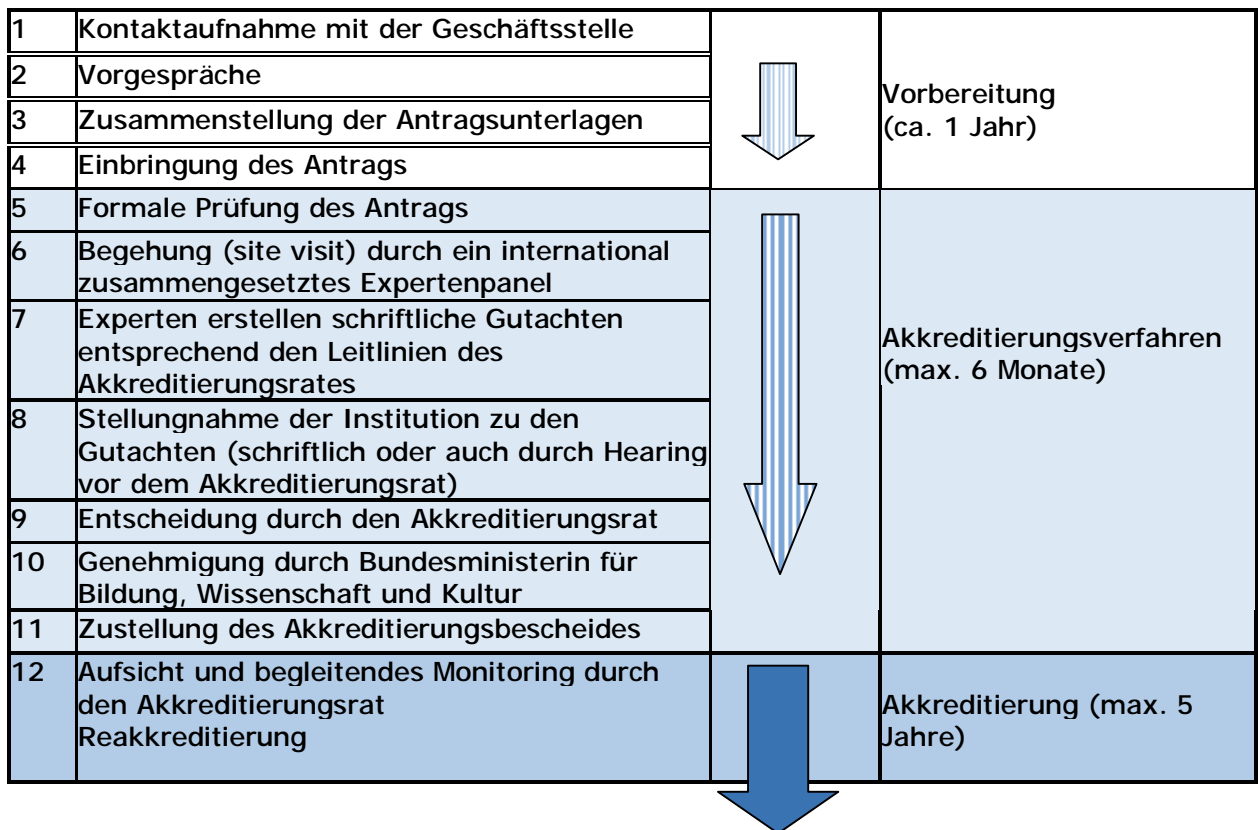 1 Kontaktaufnahme mit der Geschäftsstelle
2 Vorgespräche
3 Zusammenstellung der Antragsunterlagen
4 Einbringung des Antrags
Vorbereitung
(ca. 1 Jahr)
5 Formale Prüfung des Antrags
6 Begehung (site visit) durch ein international
zusammengesetztes Expertenpanel
7 Experten erstellen schriftliche Gutachten
entsprechend den Leitlinien des
Akkreditierungsrates
8 Stellungnahme der Institution zu den
Gutachten (schriftlich oder auch durch Hearing
vor dem Akkreditierungsrat)
9 Entscheidung durch den Akkreditierungsrat
10 Genehmigung durch Bundesministerin für
Bildung, Wissenschaft und Kultur
11 Zustellung des Akkreditierungsbescheides
Akkreditierungsverfahren
(max. 6 Monate)
12 Aufsicht und begleitendes Monitoring durch
den Akkreditierungsrat
Reakkreditierung
Akkreditierung (max. 5
Jahre)